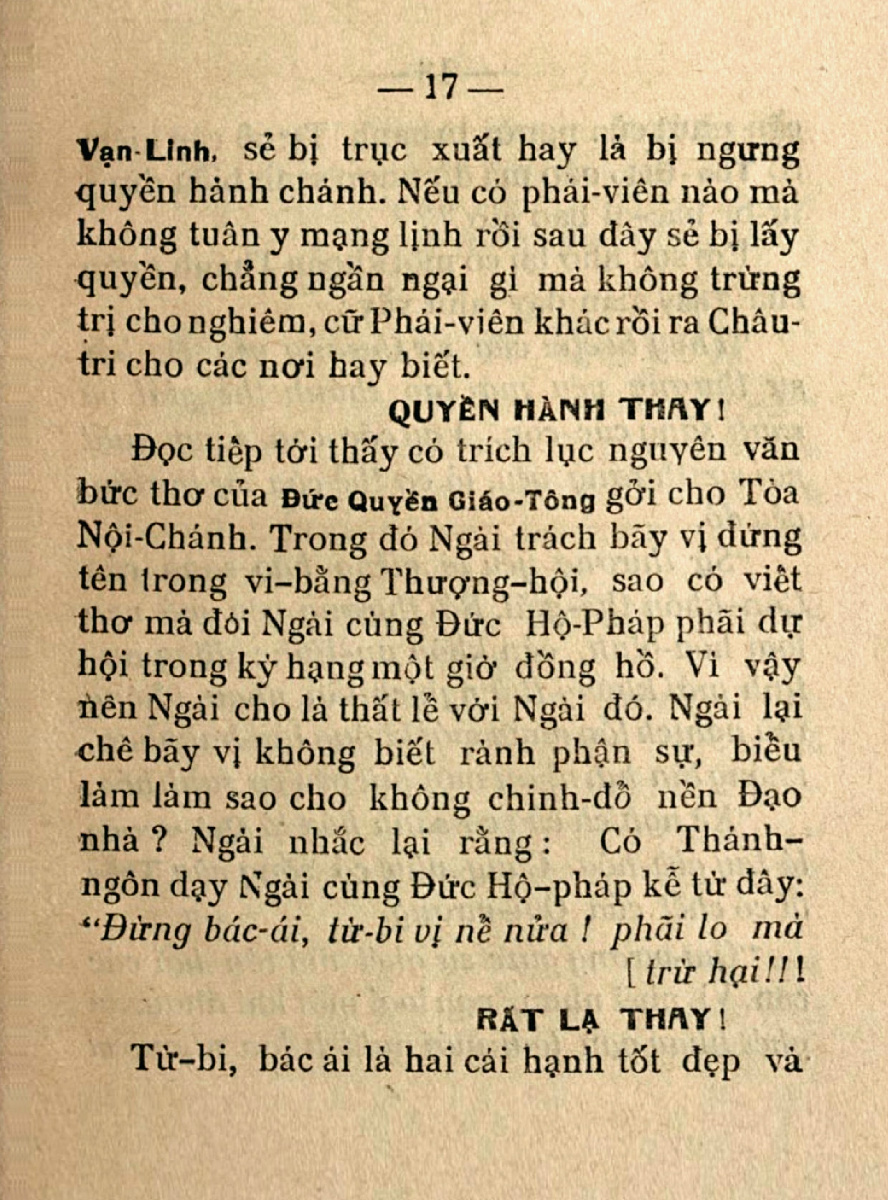 — 17 —
Vạn-Linh, sẻ bị trục xuất hay là bị ngưng
quyền hành chánh. Nếu có phái-viên nào mà
không tuân y mạng lịnh rồi sau đây sẻ bị lấy
quyền, chẳng ngần ngại gì mà không trừng
trị cho nghiêm, cữ Phái-viên khác rồi ra Châu-
tri cho các nơi hay biết.
QUYỀN HÀNH THAY !
Đọc tiếp tới thấy có trích lục nguyên văn
bức thơ của Đức Quyền Giáo-Tông gởi cho Tòa
Nội-Chánh. Trong đó Ngài trách bãy vị đứng
tên trong vi-bằng Thượng-hội, sao có viết
thơ mà đòi Ngài cùng Đức Hộ-Pháp phãi dự
hội trong kỳ hạng một giờ đồng hồ. Vì vậy
nên Ngài cho là thất lể với Ngài đó. Ngài lại
chê bãy vị không biết rành phận sự, biểu
làm làm sao cho không chinh-đổ nền Đạo
nhà ? Ngài nhắc lại rằng : Có Thánh-
ngôn dạy Ngài cùng Đức Hộ-pháp kể từ đây:
"Đừng bác-ái, từ-bi vị nể nửa ! phãi lo mà
[ trừ hại!!!
RẤT LẠ THAY !
Từ-bi, bác ái là hai cái hạnh tốt đẹp và